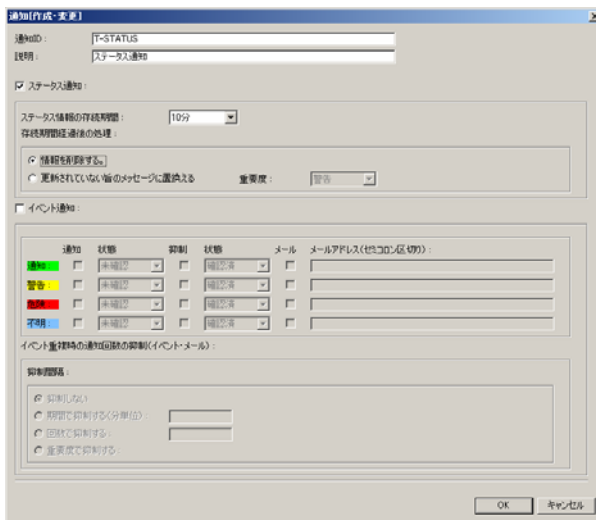 通知[作成・変更]
通知ID： T-STATUS
説明： ステータス通知
ステータス通知：
ステータス情報の存続期間： 10分
存続期間経過後の処理：
情報を削除する。
更新されていない旨のメッセージに置換える 重要度： 警告
イベント通知：
通知 状態 抑制 状態 メール メールアドレス(セミコロン区切り)：
通知： 未確認 確認済
警告： 未確認 確認済
危険： 未確認 確認済
不明： 未確認 確認済
イベント重複時の通知回数の抑制(イベント・メール)：
抑制間隔：
抑制しない
期間で抑制する(分単位)：
回数で抑制する：
重要度で抑制する
OK キャンセル